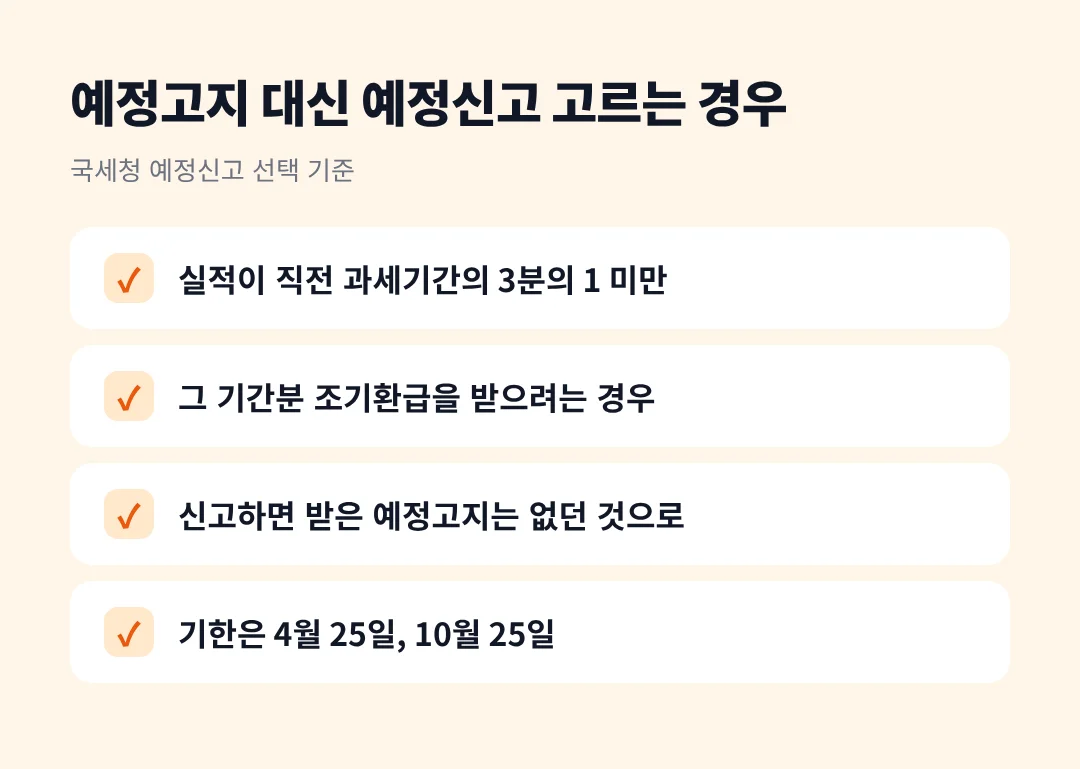 예정고지 대신 예정신고 고르는 경우
국세청 예정신고 선택 기준
실적이 직전 과세기간의 3분의 1 미만
그 기간분 조기환급을 받으려는 경우
신고하면 받은 예정고지는 없던 것으로
기한은 4월 25일, 10월 25일